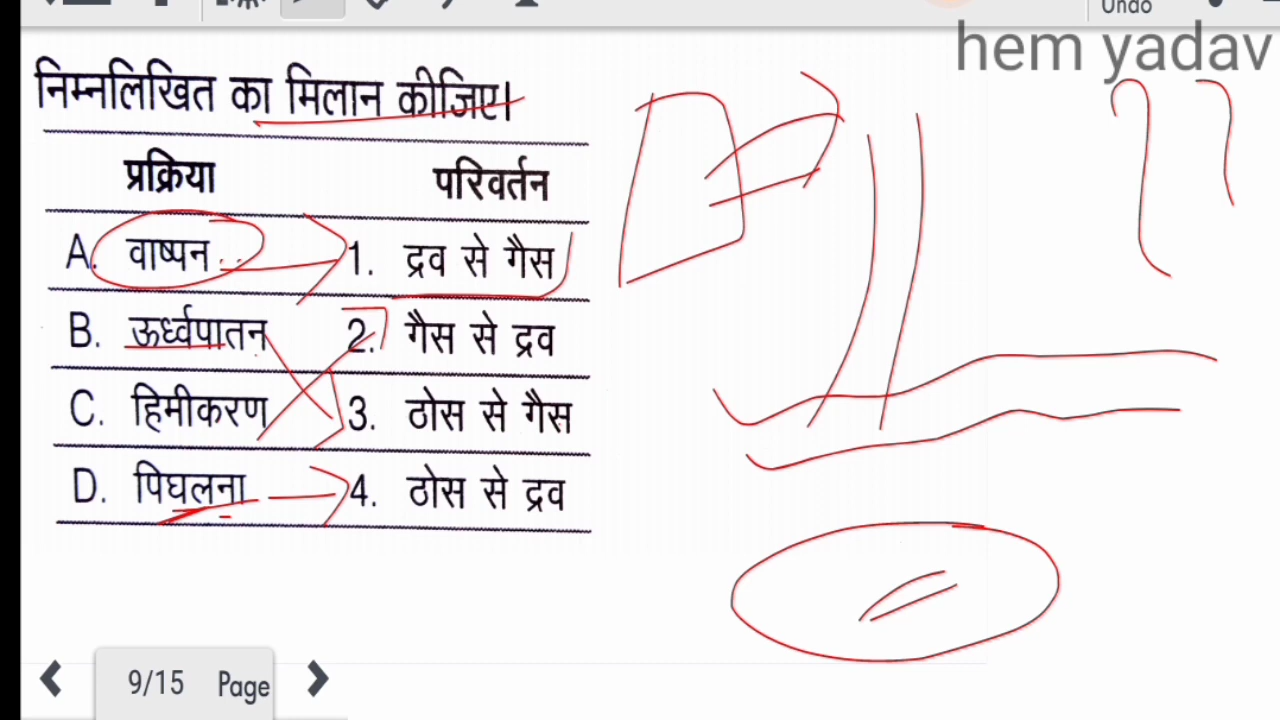 Undo
hem yadav
निम्नलिखित का मिलान कीजिए।
प्रक्रिया परिवर्तन
A. वाष्पन 1. द्रव से गैस
B. ऊर्ध्वपातन 2. गैस से द्रव
C. हिमीकरण 3. ठोस से गैस
D. पिघलना 4. ठोस से द्रव
9/15 Page